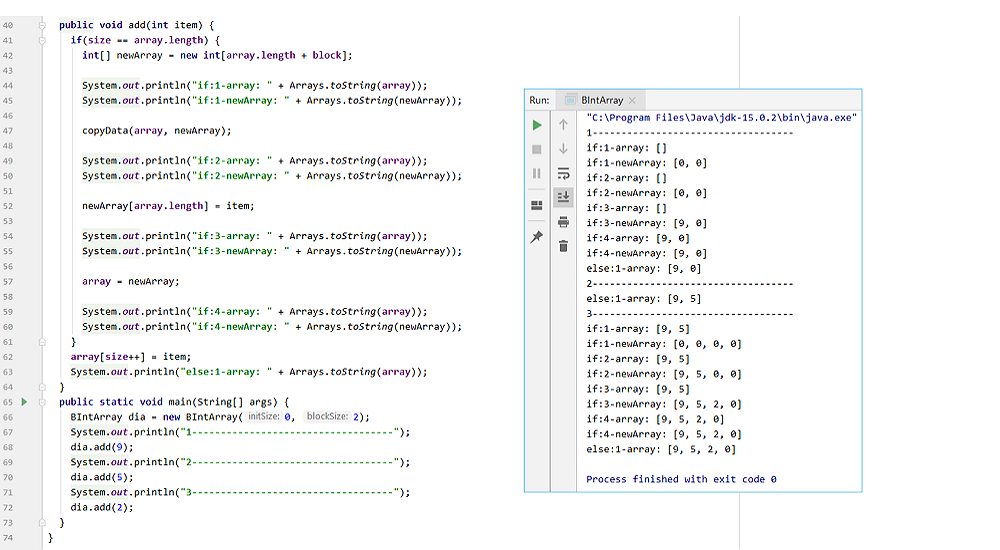 40 public void add(int item) {
41 if(size == array.length) {
42 int[] newArray = new int[array.length + block];
43
44 System.out.println("if:1-array: " + Arrays.toString(array));
45 System.out.println("if:1-newArray: " + Arrays.toString(newArray));
46
47 copyData(array, newArray);
48
49 System.out.println("if:2-array: " + Arrays.toString(array));
50 System.out.println("if:2-newArray: " + Arrays.toString(newArray));
51
52 newArray[array.length] = item;
53
54 System.out.println("if:3-array: " + Arrays.toString(array));
55 System.out.println("if:3-newArray: " + Arrays.toString(newArray));
56
57 array = newArray;
58
59 System.out.println("if:4-array: " + Arrays.toString(array));
60 System.out.println("if:4-newArray: " + Arrays.toString(newArray));
61 }
62 array[size++] = item;
63 System.out.println("else:1-array: " + Arrays.toString(array));
64 }
65 public static void main(String[] args) {
66 BIntArray dia = new BIntArray( initSize: 0, blockSize: 2);
67 System.out.println("1-----------------------------------");
68 dia.add(9);
69 System.out.println("2-----------------------------------");
70 dia.add(5);
71 System.out.println("3-----------------------------------");
72 dia.add(2);
73 }
74 }
Run: BIntArray ×
"C:\Program Files\Java\jdk-15.0.2\bin\java.exe"
1-----------------------------------
if:1-array: []
if:1-newArray: [0, 0]
if:2-array: []
if:2-newArray: [0, 0]
if:3-array: []
if:3-newArray: [9, 0]
if:4-array: [9, 0]
if:4-newArray: [9, 0]
else:1-array: [9, 0]
2-----------------------------------
else:1-array: [9, 5]
3-----------------------------------
if:1-array: [9, 5]
if:1-newArray: [0, 0, 0, 0]
if:2-array: [9, 5]
if:2-newArray: [9, 5, 0, 0]
if:3-array: [9, 5]
if:3-newArray: [9, 5, 2, 0]
if:4-array: [9, 5, 2, 0]
if:4-newArray: [9, 5, 2, 0]
else:1-array: [9, 5, 2, 0]
Process finished with exit code 0